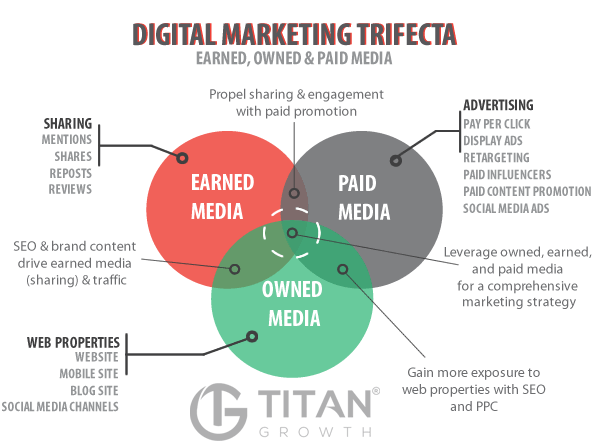 DIGITAL MARKETING TRIFECTA
EARNED, OWNED & PAID MEDIA
Propel sharing & engagement
with paid promotion
SHARING
MENTIONS
SHARES
REPOSTS
REVIEWS
ADVERTISING
PAY PER CLICK
DISPLAY ADS
RETARGETING
PAID INFLUENCERS
PAID CONTENT PROMOTION
SOCIAL MEDIA ADS
EARNED
MEDIA
PAID
MEDIA
SEO & brand content
drive earned media
(sharing) & traffic
Leverage owned, earned,
and paid media
for a comprehensive
marketing strategy
OWNED
MEDIA
WEB PROPERTIES
WEBSITE
MOBILE SITE
BLOG SITE
SOCIAL MEDIA CHANNELS
Gain more exposure to
web properties with SEO
and PPC
TITAN®
GROWTH